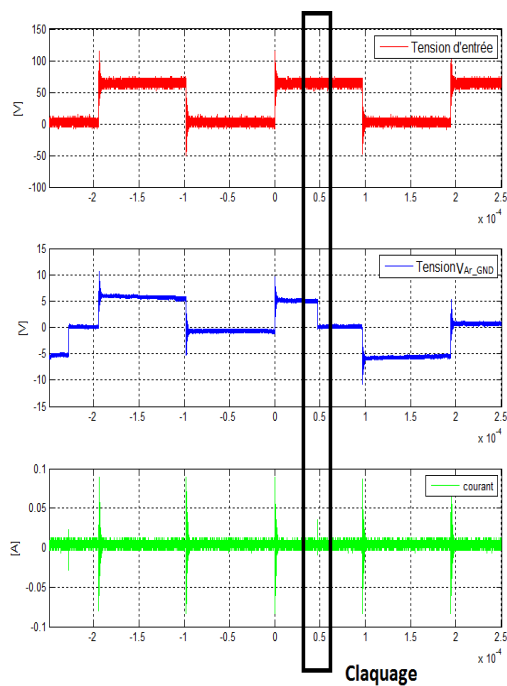 150
100
50
0
-50
-100
[V]
Tension d'entrée
-2 -1.5 -1 -0.5 0 0.5 1 1.5 2 2.5
x 10⁻⁴
15
10
5
0
-5
-10
-15
[V]
TensionV_Ar_GND
-2 -1.5 -1 -0.5 0 0.5 1 1.5 2 2.5
x 10⁻⁴
0.1
0.05
0
-0.05
-0.1
[A]
courant
-2 -1.5 -1 -0.5 0 0.5 1 1.5 2 2.5
x 10⁻⁴
Claquage